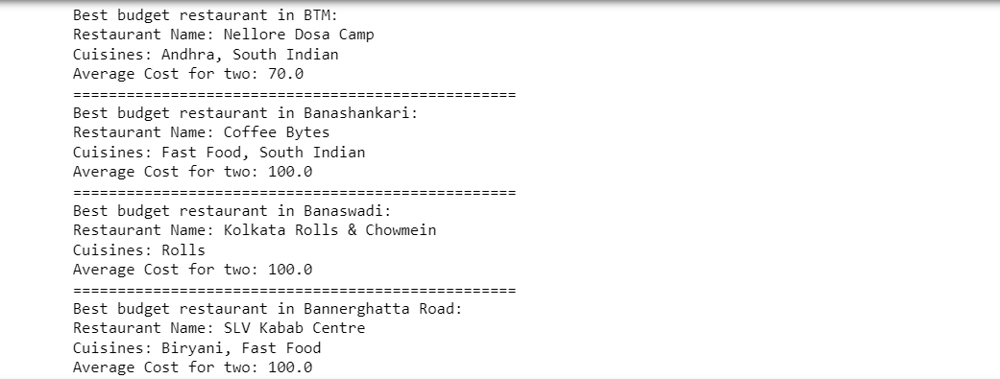 Best budget restaurant in BTM:
Restaurant Name: Nellore Dosa Camp
Cuisines: Andhra, South Indian
Average Cost for two: 70.0
==================================================
Best budget restaurant in Banashankari:
Restaurant Name: Coffee Bytes
Cuisines: Fast Food, South Indian
Average Cost for two: 100.0
==================================================
Best budget restaurant in Banaswadi:
Restaurant Name: Kolkata Rolls & Chowmein
Cuisines: Rolls
Average Cost for two: 100.0
==================================================
Best budget restaurant in Bannerghatta Road:
Restaurant Name: SLV Kabab Centre
Cuisines: Biryani, Fast Food
Average Cost for two: 100.0